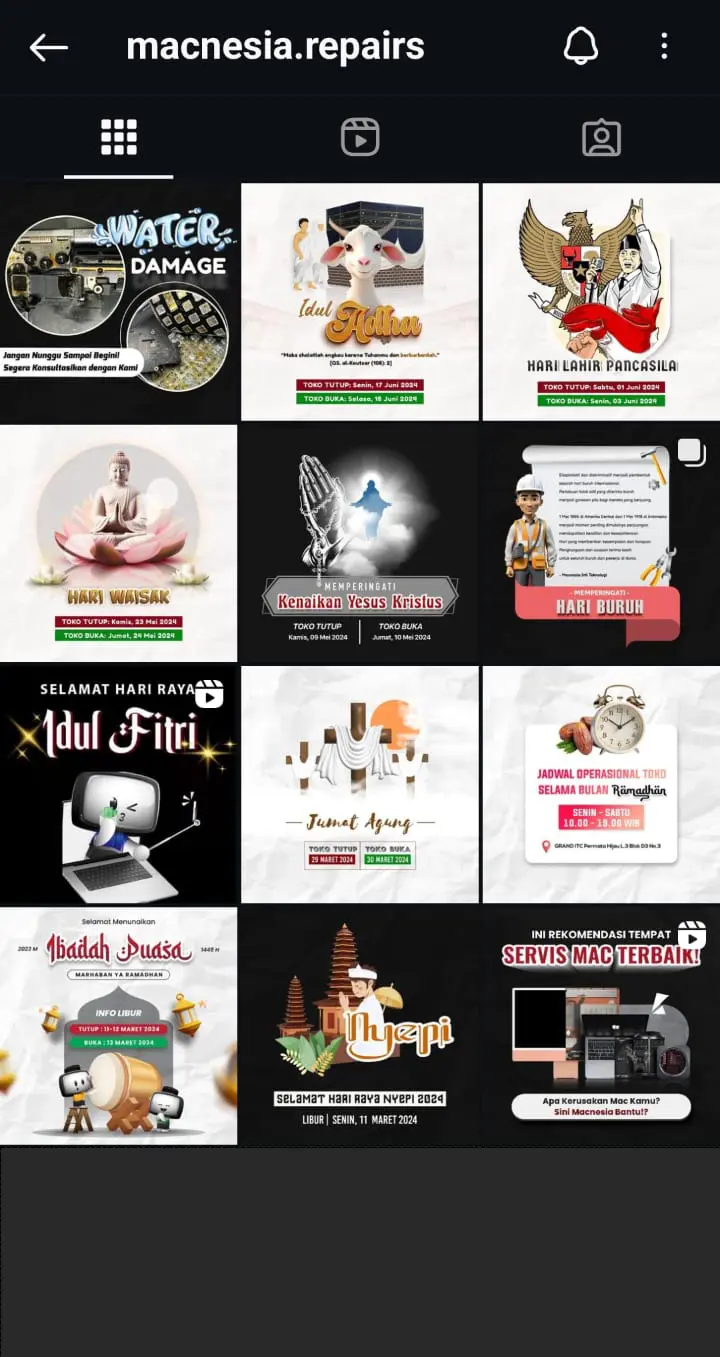 macnesia.repairs
WATER
DAMAGE
Jangan Nunggu Sampai Begini!
Segera Konsultasikan dengan Kami
Idul
Adha
"Maka shalatlah engkau karena Tuhanmu dan berkurbanlah."
(QS. al-Kautsar (108): 2)
TOKO TUTUP: Senin, 17 Juni 2024
TOKO BUKA: Selasa, 18 Juni 2024
HARI LAHIR PANCASILA
TOKO TUTUP: Sabtu, 01 Juni 2024
TOKO BUKA: Senin, 03 Juni 2024
HARI WAISAK
TOKO TUTUP: Kamis, 23 Mei 2024
TOKO BUKA: Jumat, 24 Mei 2024
MEMPERINGATI
Kenaikan Yesus Kristus
TOKO TUTUP
Kamis, 09 Mei 2024
TOKO BUKA
Jumat, 10 Mei 2024
- MEMPERINGATI -
HARI BURUH
SELAMAT HARI RAYA
Idul Fitri
Jumat Agung
TOKO TUTUP
29 MARET 2024
TOKO BUKA
30 MARET 2024
JADWAL OPERASIONAL TOKO
SELAMA BULAN Ramadhan
SENIN - SABTU
10.00 - 15.00 WIB
GRAND ITC Permata Hijau L.3 Blok D3 No.3
Selamat Menunaikan
2023 M
Ibadah Puasa
1445 H
MARHABAN YA RAMADHAN
INFO LIBUR
TUTUP : 11-12 MARET 2024
BUKA : 13 MARET 2024
Nyepi
SELAMAT HARI RAYA NYEPI 2024
LIBUR | SENIN, 11 MARET 2024
INI REKOMENDASI TEMPAT
SERVIS MAC TERBAIK!
Apa Kerusakan Mac Kamu?
Sini Macnesia Bantu!?